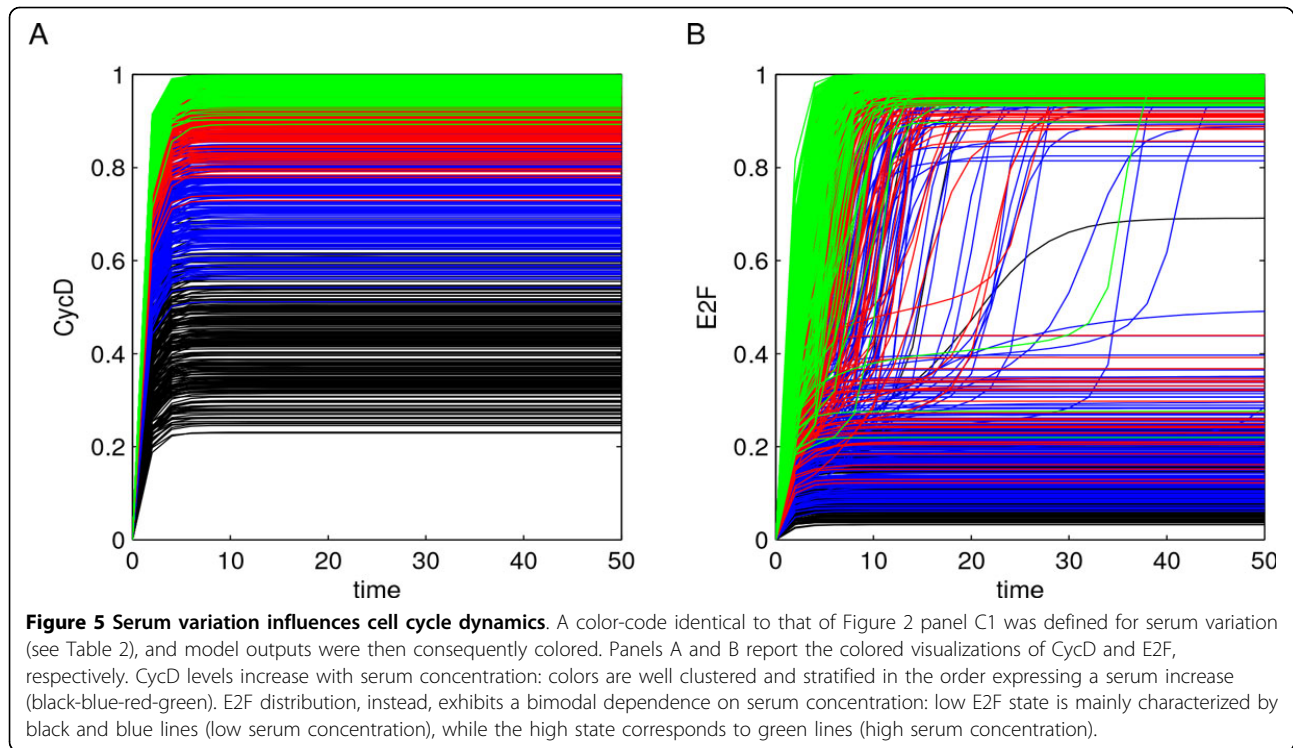 A
B
1
0.8
0.6
0.4
0.2
0
CycD
0
10
20
30
40
50
time
1
0.8
0.6
0.4
0.2
0
E2F
0
10
20
30
40
50
time
Figure 5 Serum variation influences cell cycle dynamics. A color-code identical to that of Figure 2 panel C1 was defined for serum variation
(see Table 2), and model outputs were then consequently colored. Panels A and B report the colored visualizations of CycD and E2F,
respectively. CycD levels increase with serum concentration: colors are well clustered and stratified in the order expressing a serum increase
(black-blue-red-green). E2F distribution, instead, exhibits a bimodal dependence on serum concentration: low E2F state is mainly characterized by
black and blue lines (low serum concentration), while the high state corresponds to green lines (high serum concentration).